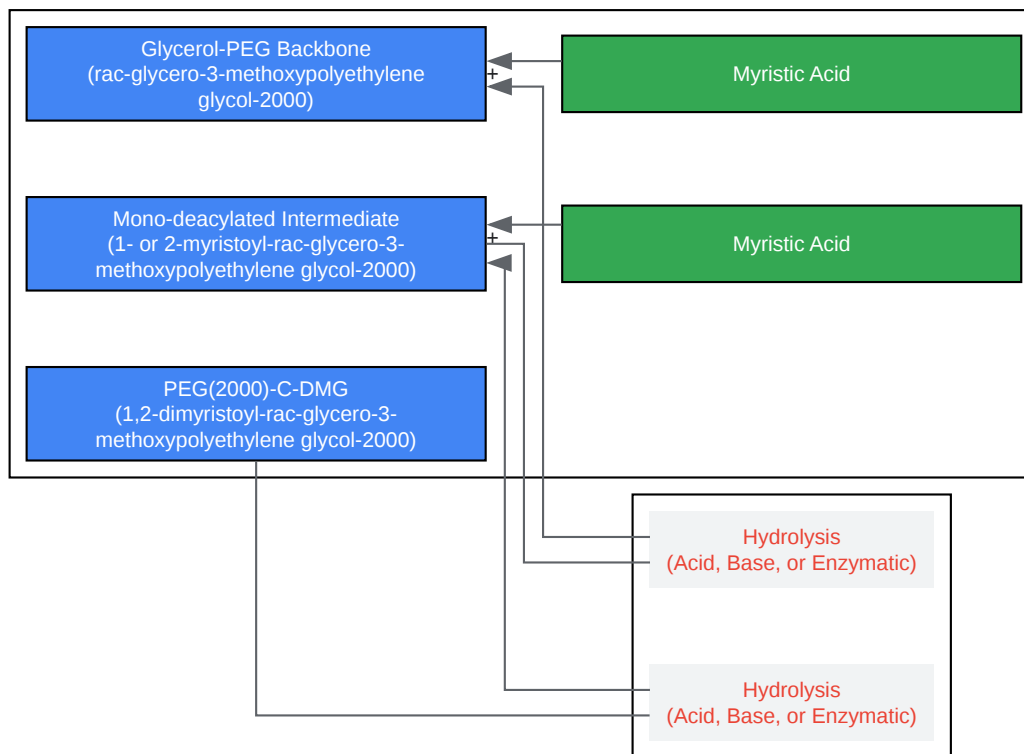 Glycerol-PEG Backbone
(rac-glycero-3-methoxypolyethylene
glycol-2000)
+
Myristic Acid
Mono-deacylated Intermediate
(1- or 2-myristoyl-rac-glycero-3-
methoxypolyethylene glycol-2000)
+
Myristic Acid
PEG(2000)-C-DMG
(1,2-dimyristoyl-rac-glycero-3-
methoxypolyethylene glycol-2000)
Hydrolysis
(Acid, Base, or Enzymatic)
Hydrolysis
(Acid, Base, or Enzymatic)